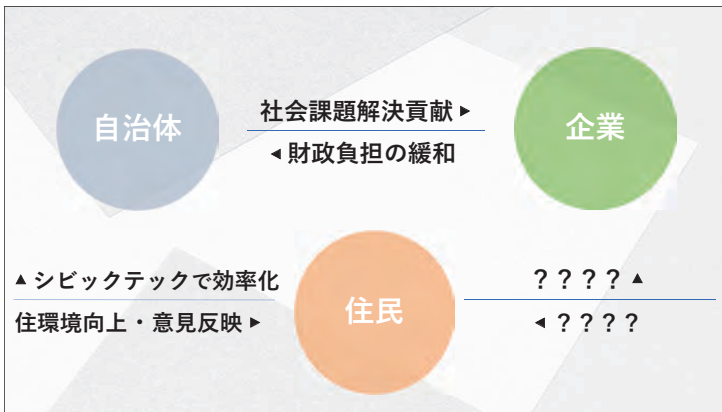 自治体
社会課題解決貢献 ▶
企業
◀ 財政負担の緩和
▲ シビックテックで効率化
住環境向上・意見反映 ▶
住民
？？？？ ▲
◀ ？？？？